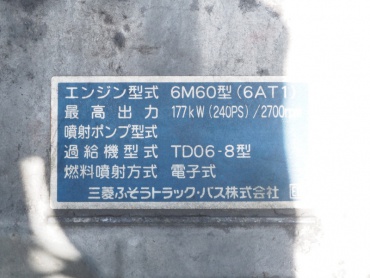 エンジン型式 6M60型(6AT1)
最高出力 177kW(240PS)/2700
噴射ポンプ型式
過給機型式 TD06-8型
燃料噴射方式 電子式
三菱ふそうトラック・バス株式会社